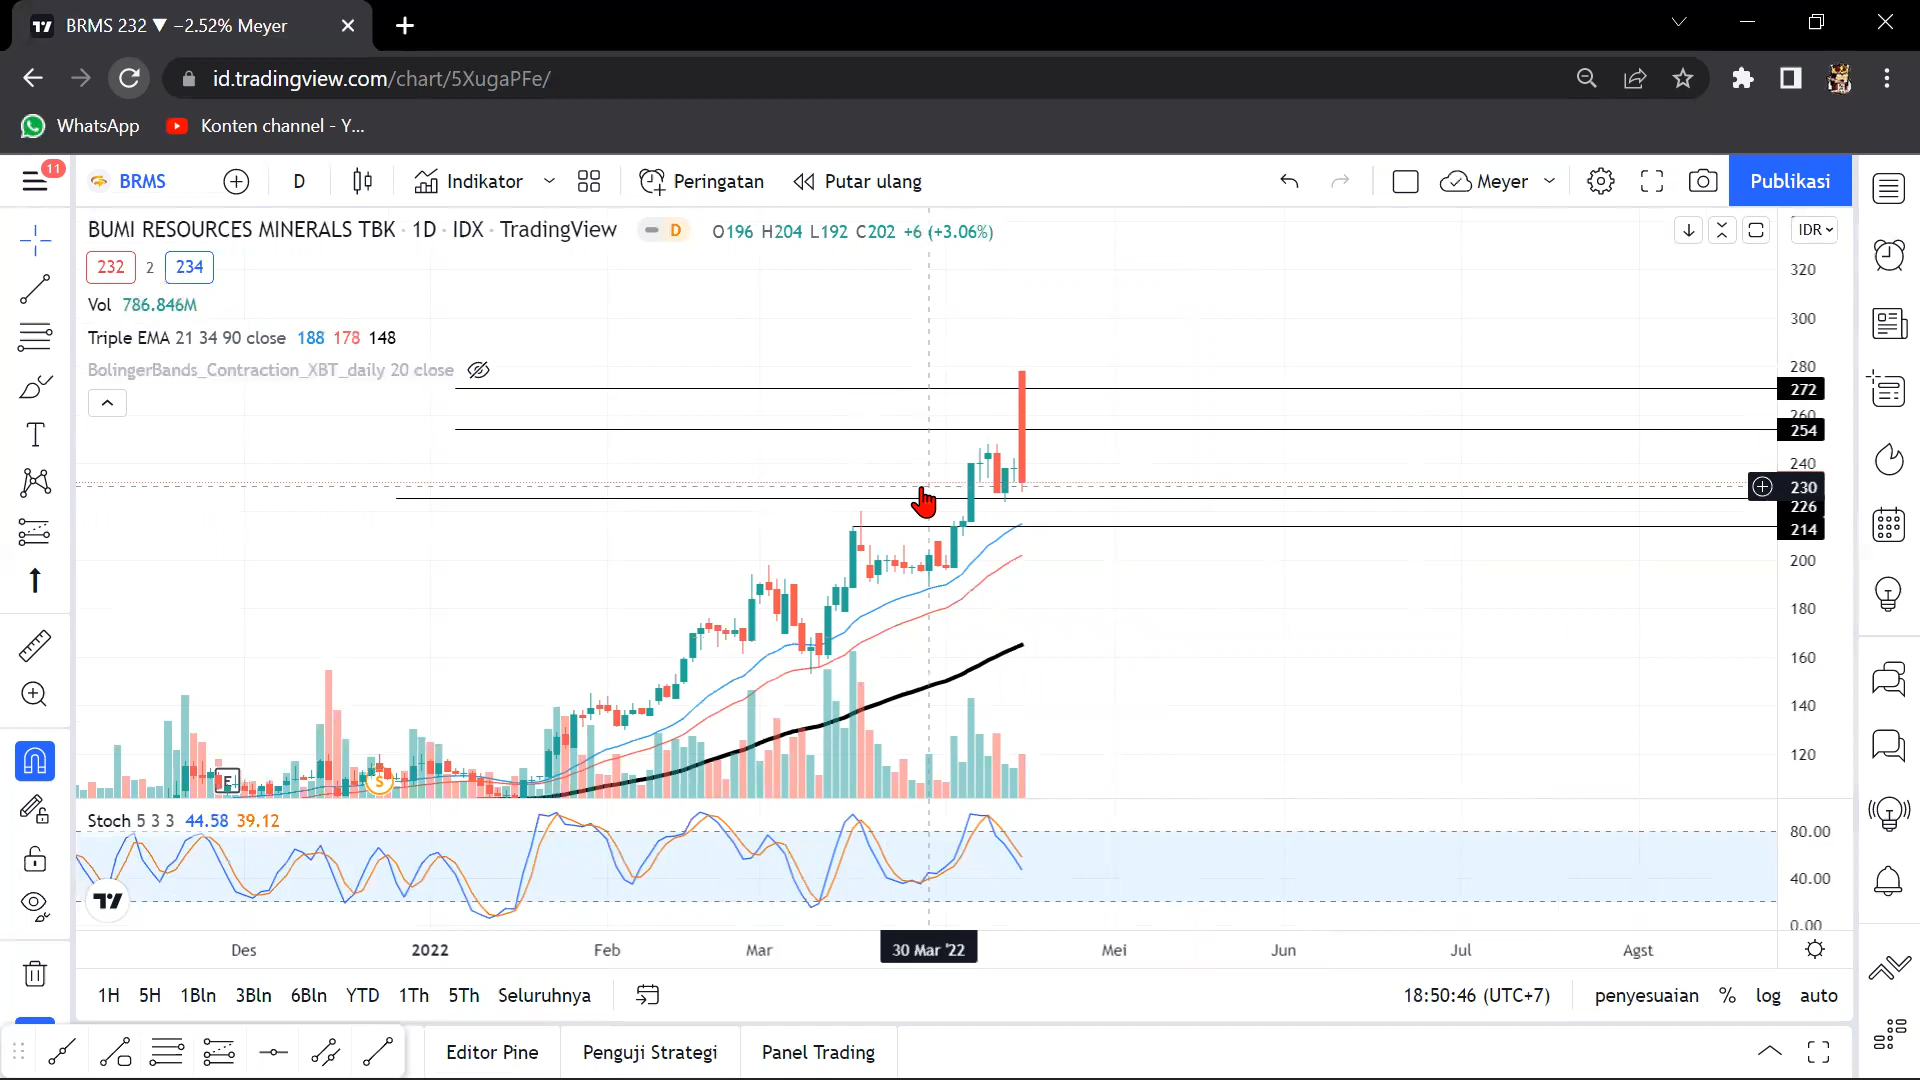 BRMS 232 ▼ −2.52% Meyer
id.tradingview.com/chart/5XugaPFe/
WhatsApp
Konten channel - Y...
11
BRMS
D
Indikator
Peringatan
Putar ulang
Meyer
Publikasi
BUMI RESOURCES MINERALS TBK · 1D · IDX · TradingView
D
O196 H204 L192 C202 +6 (+3.06%)
IDR
232
2
234
Vol 786.846M
Triple EMA 21 34 90 close 188 178 148
BolingerBands_Contraction_XBT_daily 20 close
320
300
280
272
260
254
240
230
226
214
200
180
160
140
120
E
S
Stoch 5 3 3 44.58 39.12
80.00
40.00
0.00
Des
2022
Feb
Mar
30 Mar '22
Mei
Jun
Jul
Agst
1H
5H
1Bln
3Bln
6Bln
YTD
1Th
5Th
Seluruhnya
18:50:46 (UTC+7)
penyesuaian
%
log
auto
Editor Pine
Penguji Strategi
Panel Trading